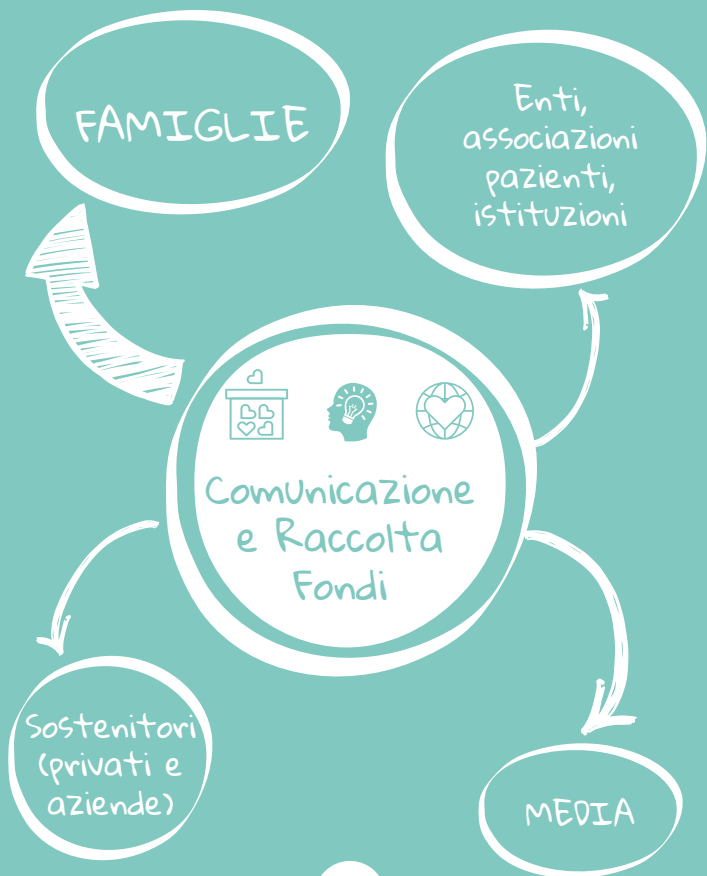 FAMIGLIE
Enti,
associazioni
pazienti,
istituzioni
Comunicazione
e Raccolta
Fondi
Sostenitori
(privati e
aziende)
MEDIA